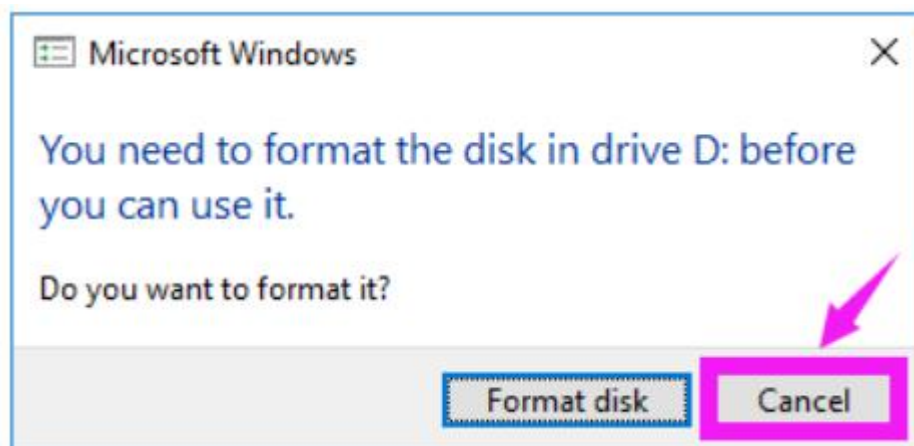 Microsoft Windows
You need to format the disk in drive D: before
you can use it.
Do you want to format it?
Format disk
Cancel